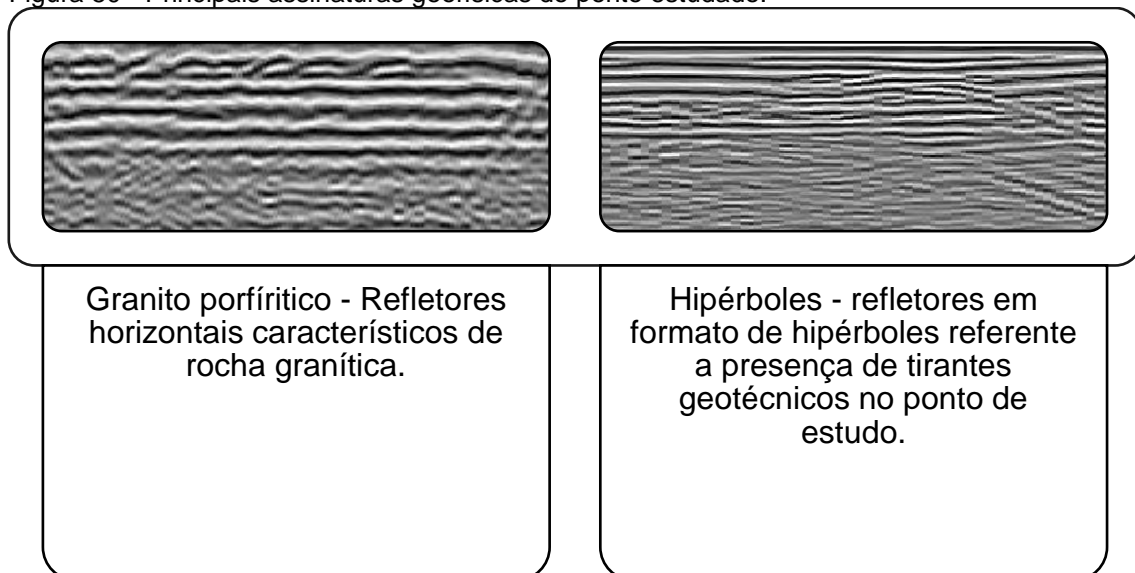 Granito porfíritico - Refletores
horizontais característicos de
rocha granítica.
Hipérboles - refletores em
formato de hipérboles referente
a presença de tirantes
geotécnicos no ponto de
estudo.